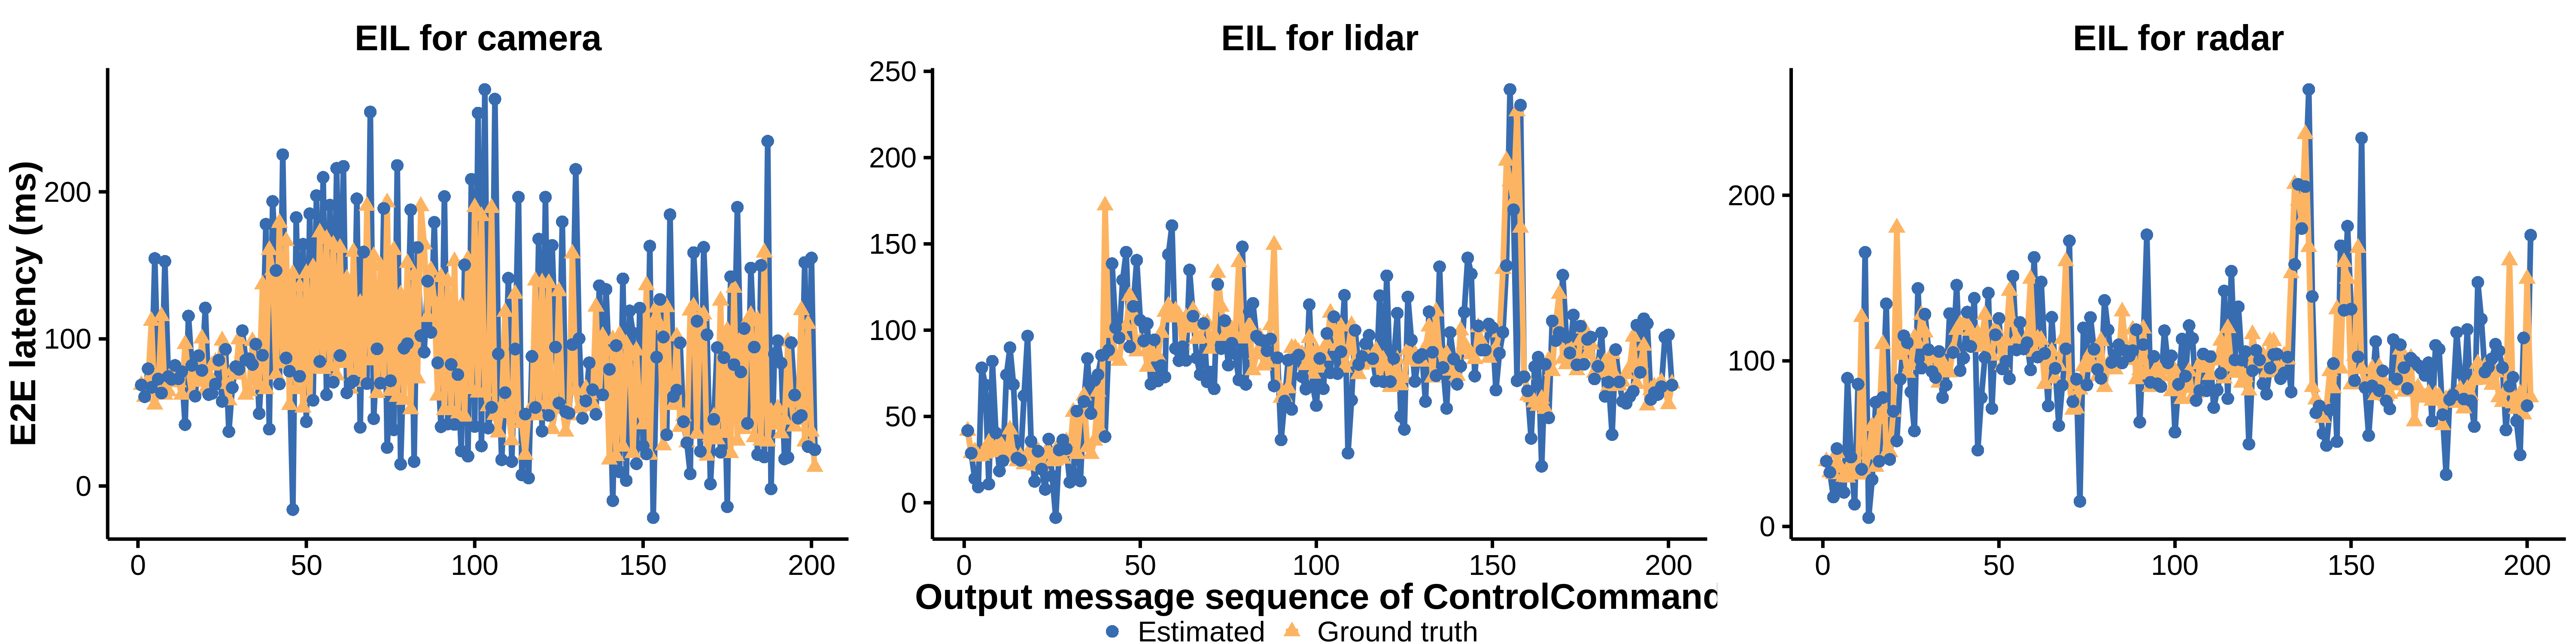 EIL for camera
EIL for lidar
EIL for radar
E2E latency (ms)
200
100
0
0 50 100 150 200
250
200
150
100
50
0
0 50 100 150 200
200
100
0
0 50 100 150 200
Output message sequence of ControlCommand
Estimated Ground truth